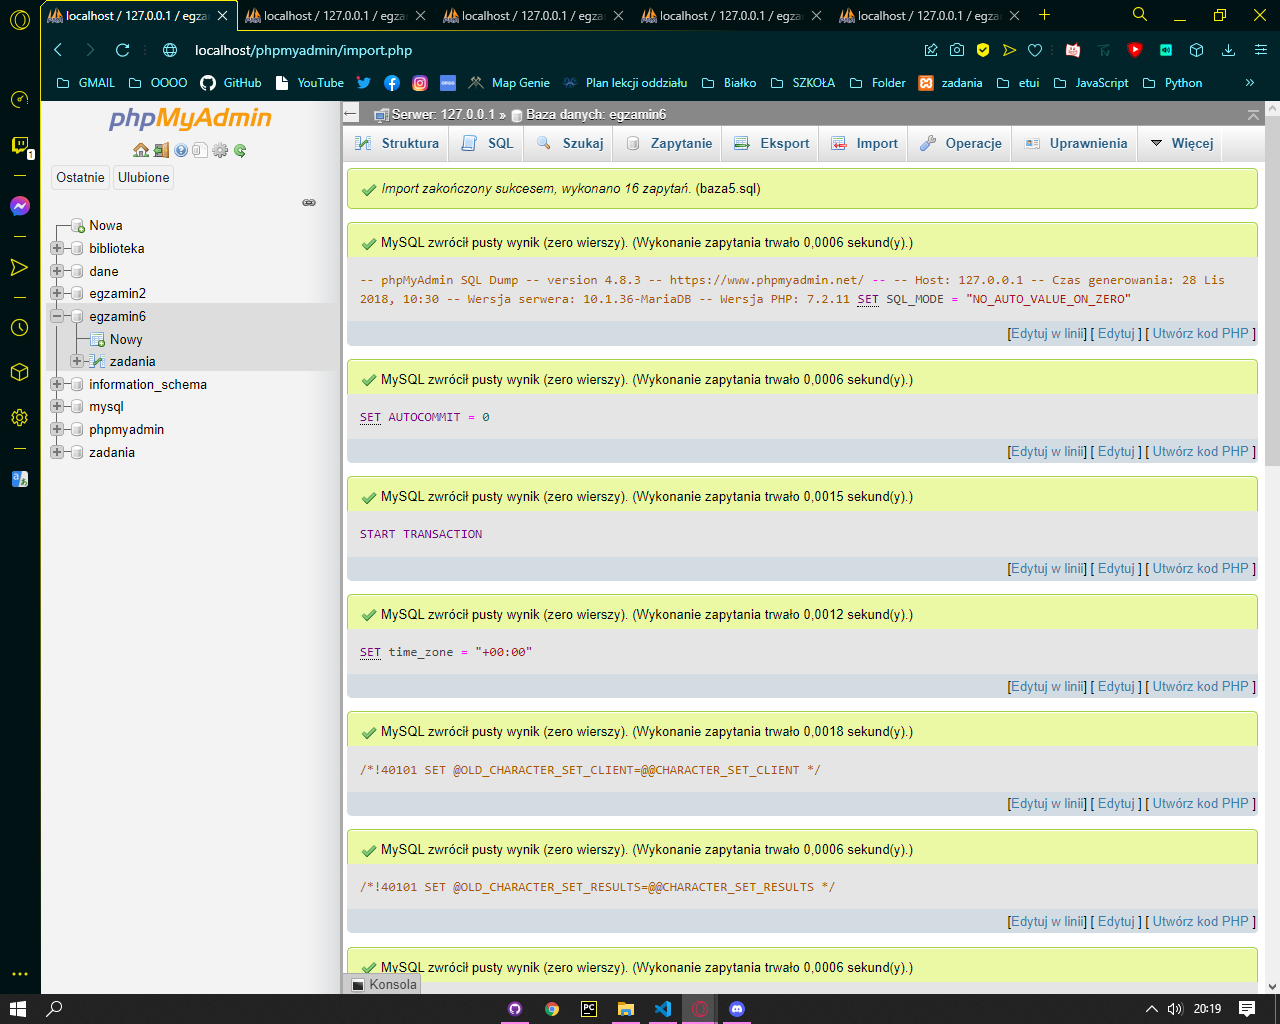 localhost / 127.0.0.1 / egza
localhost / 127.0.0.1 / egza
localhost / 127.0.0.1 / egza
localhost / 127.0.0.1 / egza
localhost / 127.0.0.1 / egza
localhost/phpmyadmin/import.php
GMAIL
OOOO
GitHub
YouTube
Map Genie
Plan lekcji oddziału
Białko
SZKOŁA
Folder
zadania
etui
JavaScript
Python
»
1
phpMyAdmin
Ostatnie
Ulubione
Nowa
biblioteka
dane
egzamin2
egzamin6
Nowy
zadania
information_schema
mysql
phpmyadmin
zadania
Serwer: 127.0.0.1 » Baza danych: egzamin6
Struktura
SQL
Szukaj
Zapytanie
Eksport
Import
Operacje
Uprawnienia
Więcej
Import zakończony sukcesem, wykonano 16 zapytań. (baza5.sql)
MySQL zwrócił pusty wynik (zero wierszy). (Wykonanie zapytania trwało 0,0006 sekund(y).)
-- phpMyAdmin SQL Dump -- version 4.8.3 -- https://www.phpmyadmin.net/ -- -- Host: 127.0.0.1 -- Czas generowania: 28 Lis
2018, 10:30 -- Wersja serwera: 10.1.36-MariaDB -- Wersja PHP: 7.2.11 SET SQL_MODE = "NO_AUTO_VALUE_ON_ZERO"
[Edytuj w linii] [ Edytuj ] [ Utwórz kod PHP ]
MySQL zwrócił pusty wynik (zero wierszy). (Wykonanie zapytania trwało 0,0006 sekund(y).)
SET AUTOCOMMIT = 0
[Edytuj w linii] [ Edytuj ] [ Utwórz kod PHP ]
MySQL zwrócił pusty wynik (zero wierszy). (Wykonanie zapytania trwało 0,0015 sekund(y).)
START TRANSACTION
[Edytuj w linii] [ Edytuj ] [ Utwórz kod PHP ]
MySQL zwrócił pusty wynik (zero wierszy). (Wykonanie zapytania trwało 0,0012 sekund(y).)
SET time_zone = "+00:00"
[Edytuj w linii] [ Edytuj ] [ Utwórz kod PHP ]
MySQL zwrócił pusty wynik (zero wierszy). (Wykonanie zapytania trwało 0,0018 sekund(y).)
/*!40101 SET @OLD_CHARACTER_SET_CLIENT=@@CHARACTER_SET_CLIENT */
[Edytuj w linii] [ Edytuj ] [ Utwórz kod PHP ]
MySQL zwrócił pusty wynik (zero wierszy). (Wykonanie zapytania trwało 0,0006 sekund(y).)
/*!40101 SET @OLD_CHARACTER_SET_RESULTS=@@CHARACTER_SET_RESULTS */
[Edytuj w linii] [ Edytuj ] [ Utwórz kod PHP ]
MySQL zwrócił pusty wynik (zero wierszy). (Wykonanie zapytania trwało 0,0006 sekund(y).)
Konsola
PC
20:19